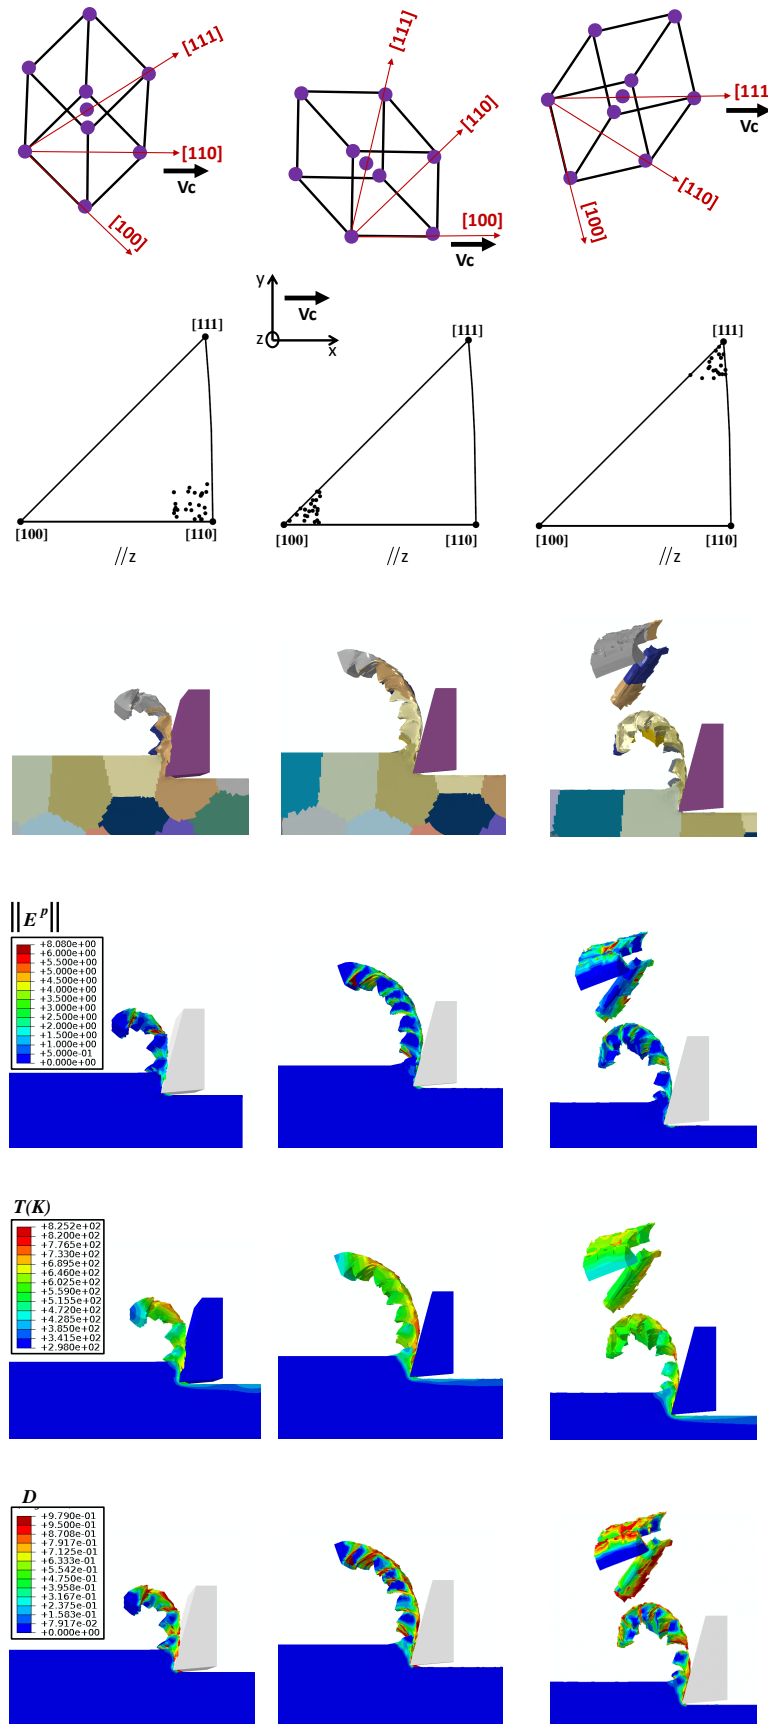 [111]
[110]
Vc
[100]
[111]
[110]
[100]
Vc
[111
Vc
[110]
[100]
y
Vc
z
x
[111]
[100]
[110]
//z
[111]
[100]
[110]
//z
[111]
[100]
[110]
//z
||E^p||
+8.080e+00
+6.000e+00
+5.500e+00
+5.000e+00
+4.500e+00
+4.000e+00
+3.500e+00
+3.000e+00
+2.500e+00
+2.000e+00
+1.500e+00
+1.000e+00
+5.000e-01
+0.000e+00
T(K)
+8.252e+02
+8.200e+02
+7.765e+02
+7.330e+02
+6.895e+02
+6.460e+02
+6.025e+02
+5.590e+02
+5.155e+02
+4.720e+02
+4.285e+02
+3.850e+02
+3.415e+02
+2.980e+02
D
+9.790e-01
+9.500e-01
+8.708e-01
+7.917e-01
+7.125e-01
+6.333e-01
+5.542e-01
+4.750e-01
+3.958e-01
+3.167e-01
+2.375e-01
+1.583e-01
+7.917e-02
+0.000e+00